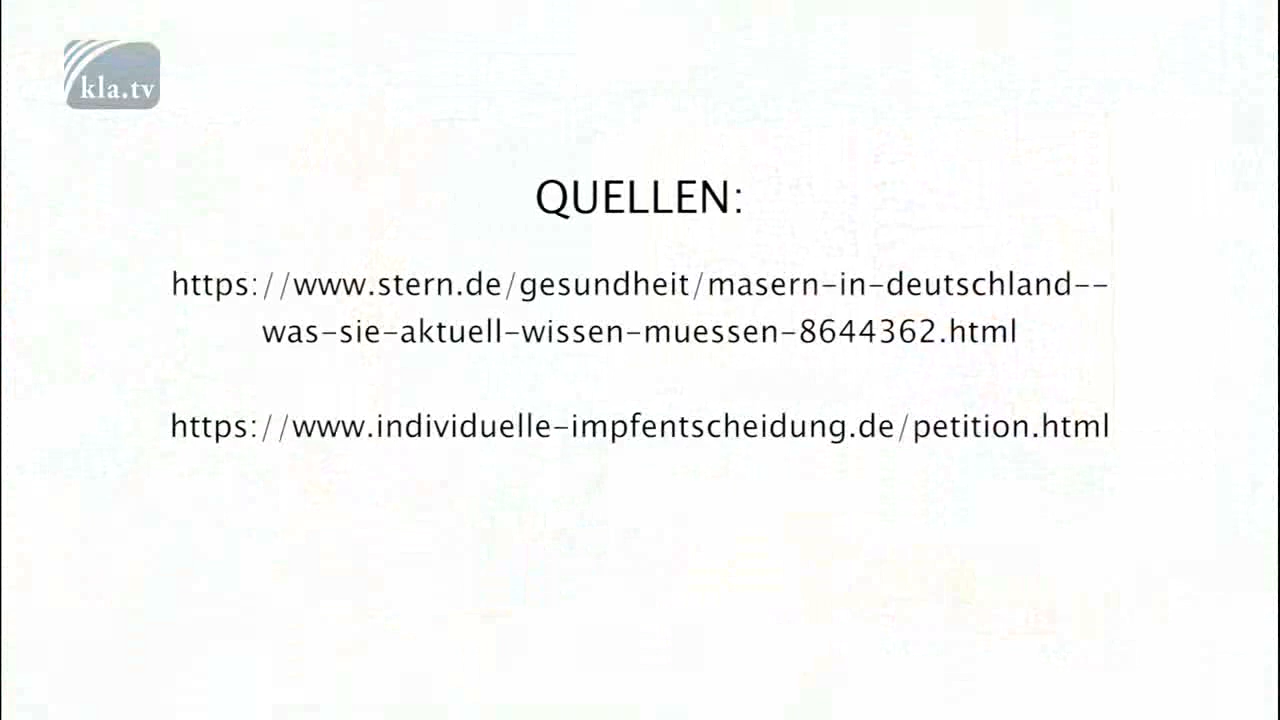 kla.tv
QUELLEN:
https://www.stern.de/gesundheit/masern-in-deutschland--
was-sie-aktuell-wissen-muessen-8644362.html
https://www.individuelle-impfentscheidung.de/petition.html